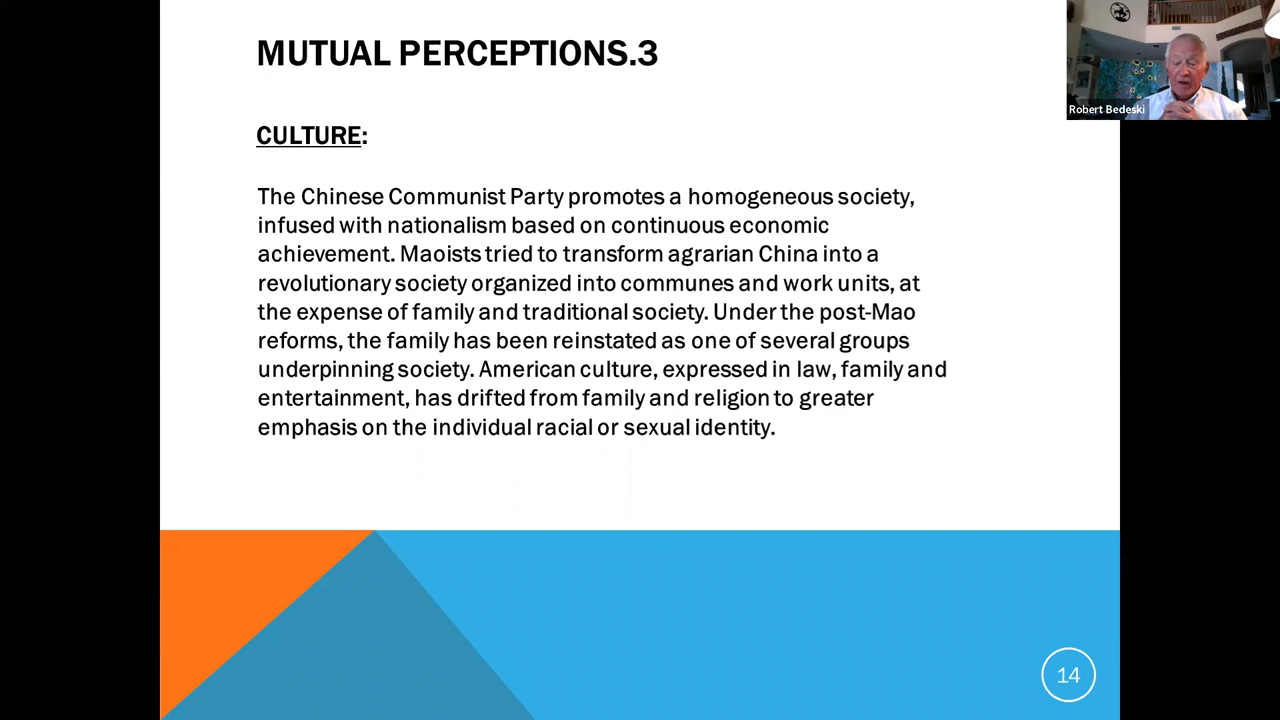 MUTUAL PERCEPTIONS.3
Robert Bedeski
CULTURE:
The Chinese Communist Party promotes a homogeneous society,
infused with nationalism based on continuous economic
achievement. Maoists tried to transform agrarian China into a
revolutionary society organized into communes and work units, at
the expense of family and traditional society. Under the post-Mao
reforms, the family has been reinstated as one of several groups
underpinning society. American culture, expressed in law, family and
entertainment, has drifted from family and religion to greater
emphasis on the individual racial or sexual identity.
14